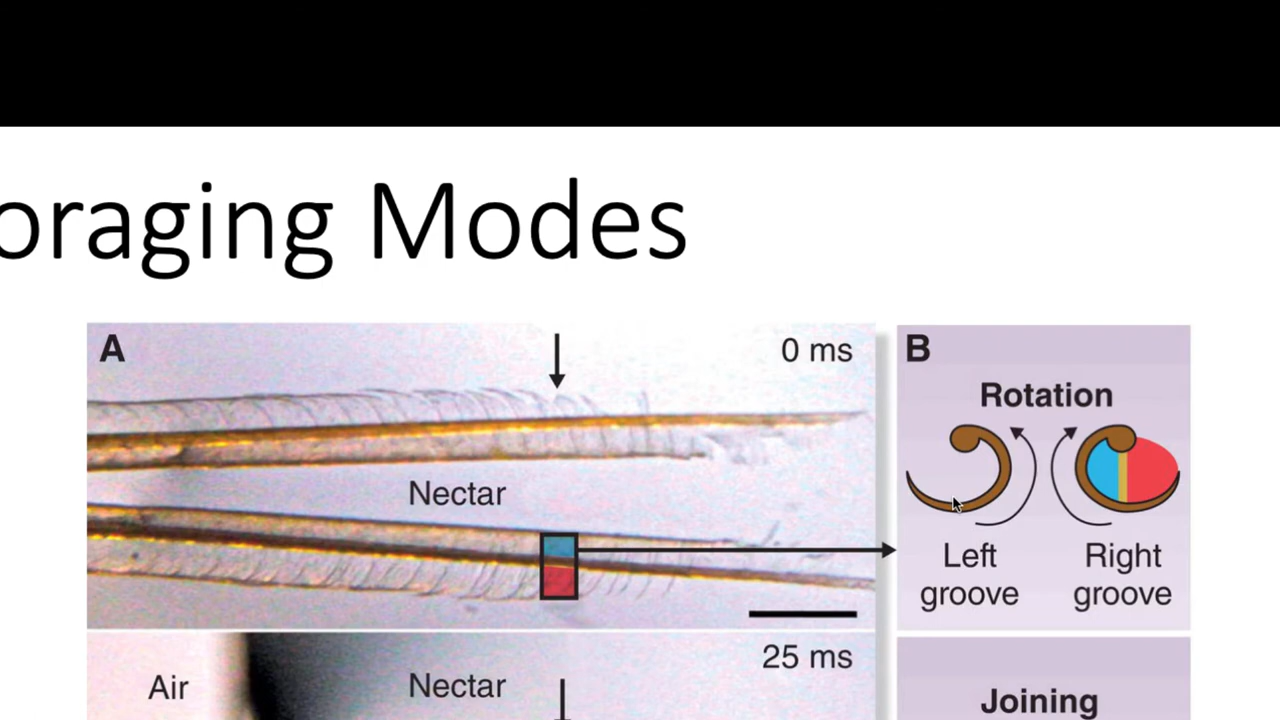 oraging Modes
A
0 ms
Nectar
25 ms
Air
Nectar
B
Rotation
Left groove
Right groove
Joining